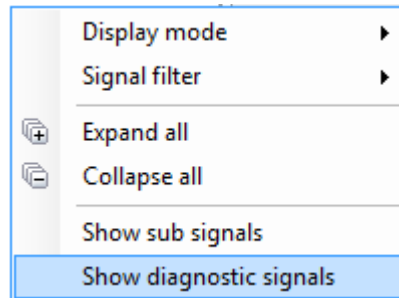 Display mode
Signal filter
Expand all
Collapse all
Show sub signals
Show diagnostic signals